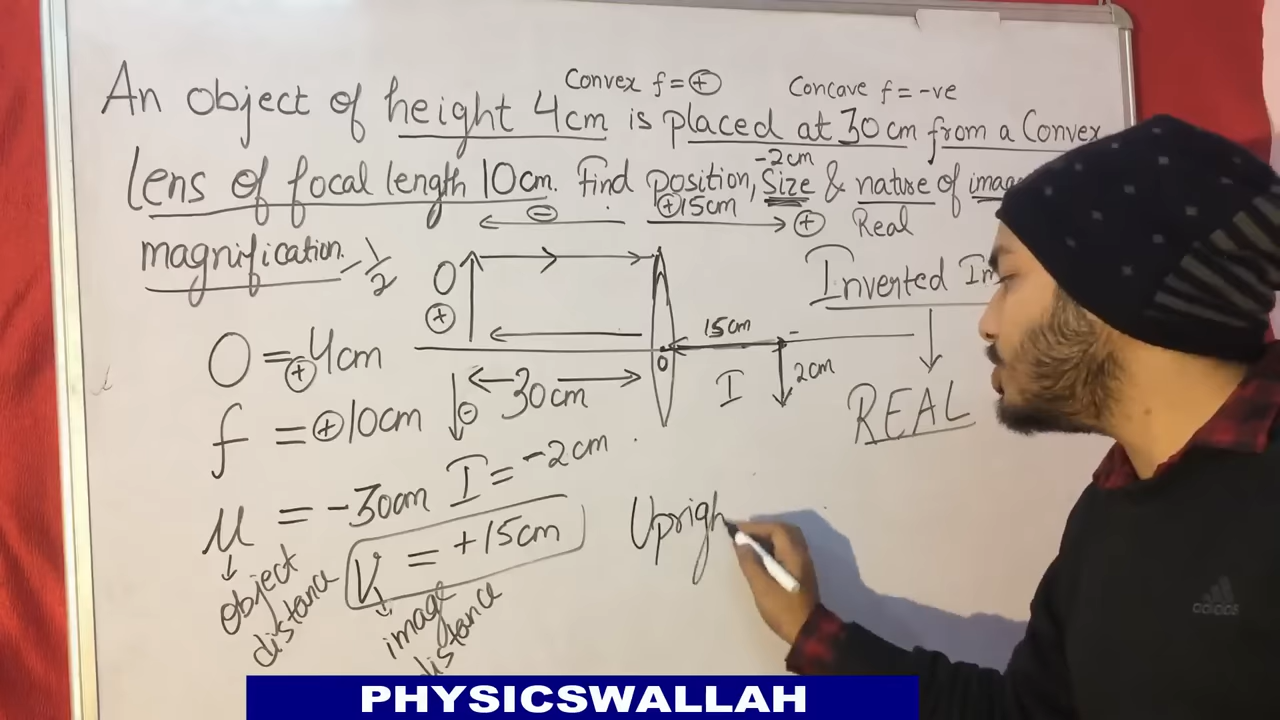 Convex f = + Concave f = -ve
An object of height 4cm is placed at 30cm from a Convex
lens of focal length 10cm. Find position, Size & nature of
-2cm
+15cm
- + Real
magnification. -1/2
O
+
O = +4cm
f = +10cm
u = -30cm
I = -2cm
V = +15cm
object
distance
image
distance
30cm
-
O
15cm
-
I
2cm
Inverted
REAL
Uprigh
adidas
PHYSICSWALLAH